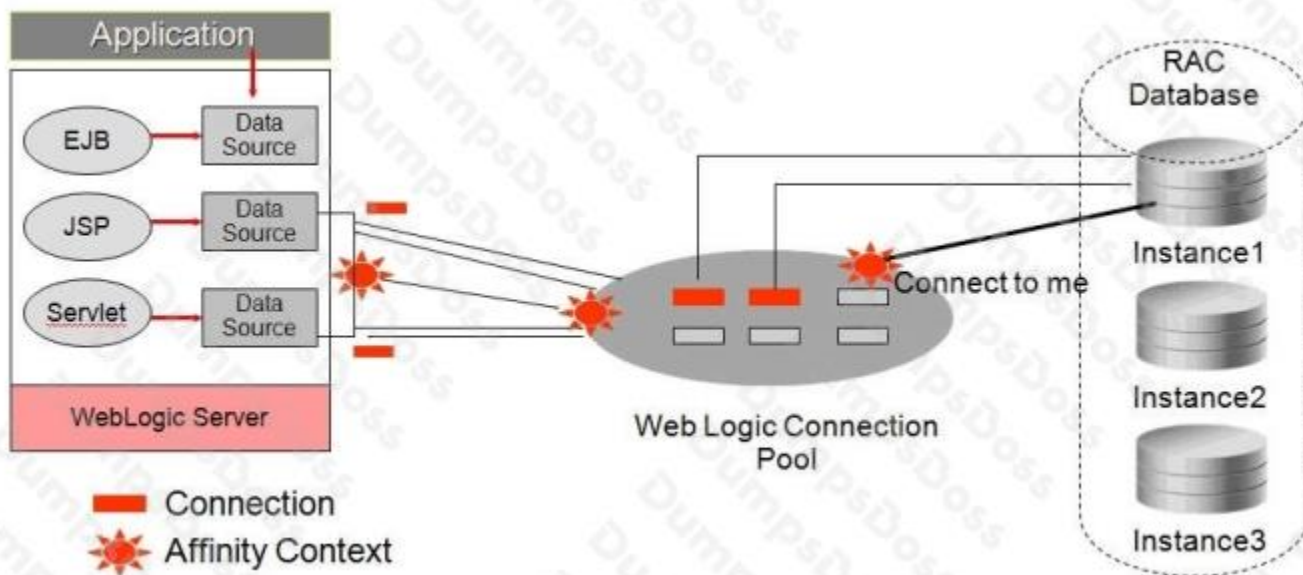 Application
EJB
Data
Source
JSP
Data
Source
Servlet
Data
Source
WebLogic Server
Connection
Affinity Context
Connect to me
Web Logic Connection
Pool
RAC
Database
Instance1
Instance2
Instance3
DumpsDoss